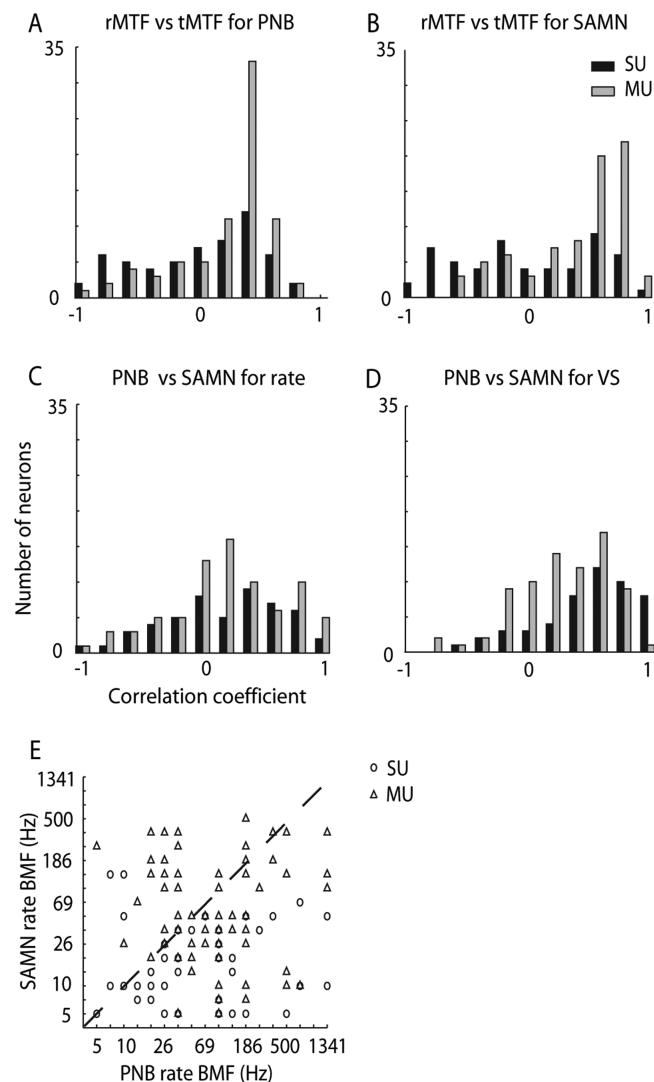 A rMTF vs tMTF for PNB
35
0
-1 0 1
B rMTF vs tMTF for SAMN
35
SU
MU
0
-1 0 1
C PNB vs SAMN for rate
35
Number of neurons
0
-1 0 1
Correlation coefficient
D PNB vs SAMN for VS
35
0
-1 0 1
E
SAMN rate BMF (Hz)
1341
500
186
69
26
10
5
5 10 26 69 186 500 1341
PNB rate BMF (Hz)
SU
MU